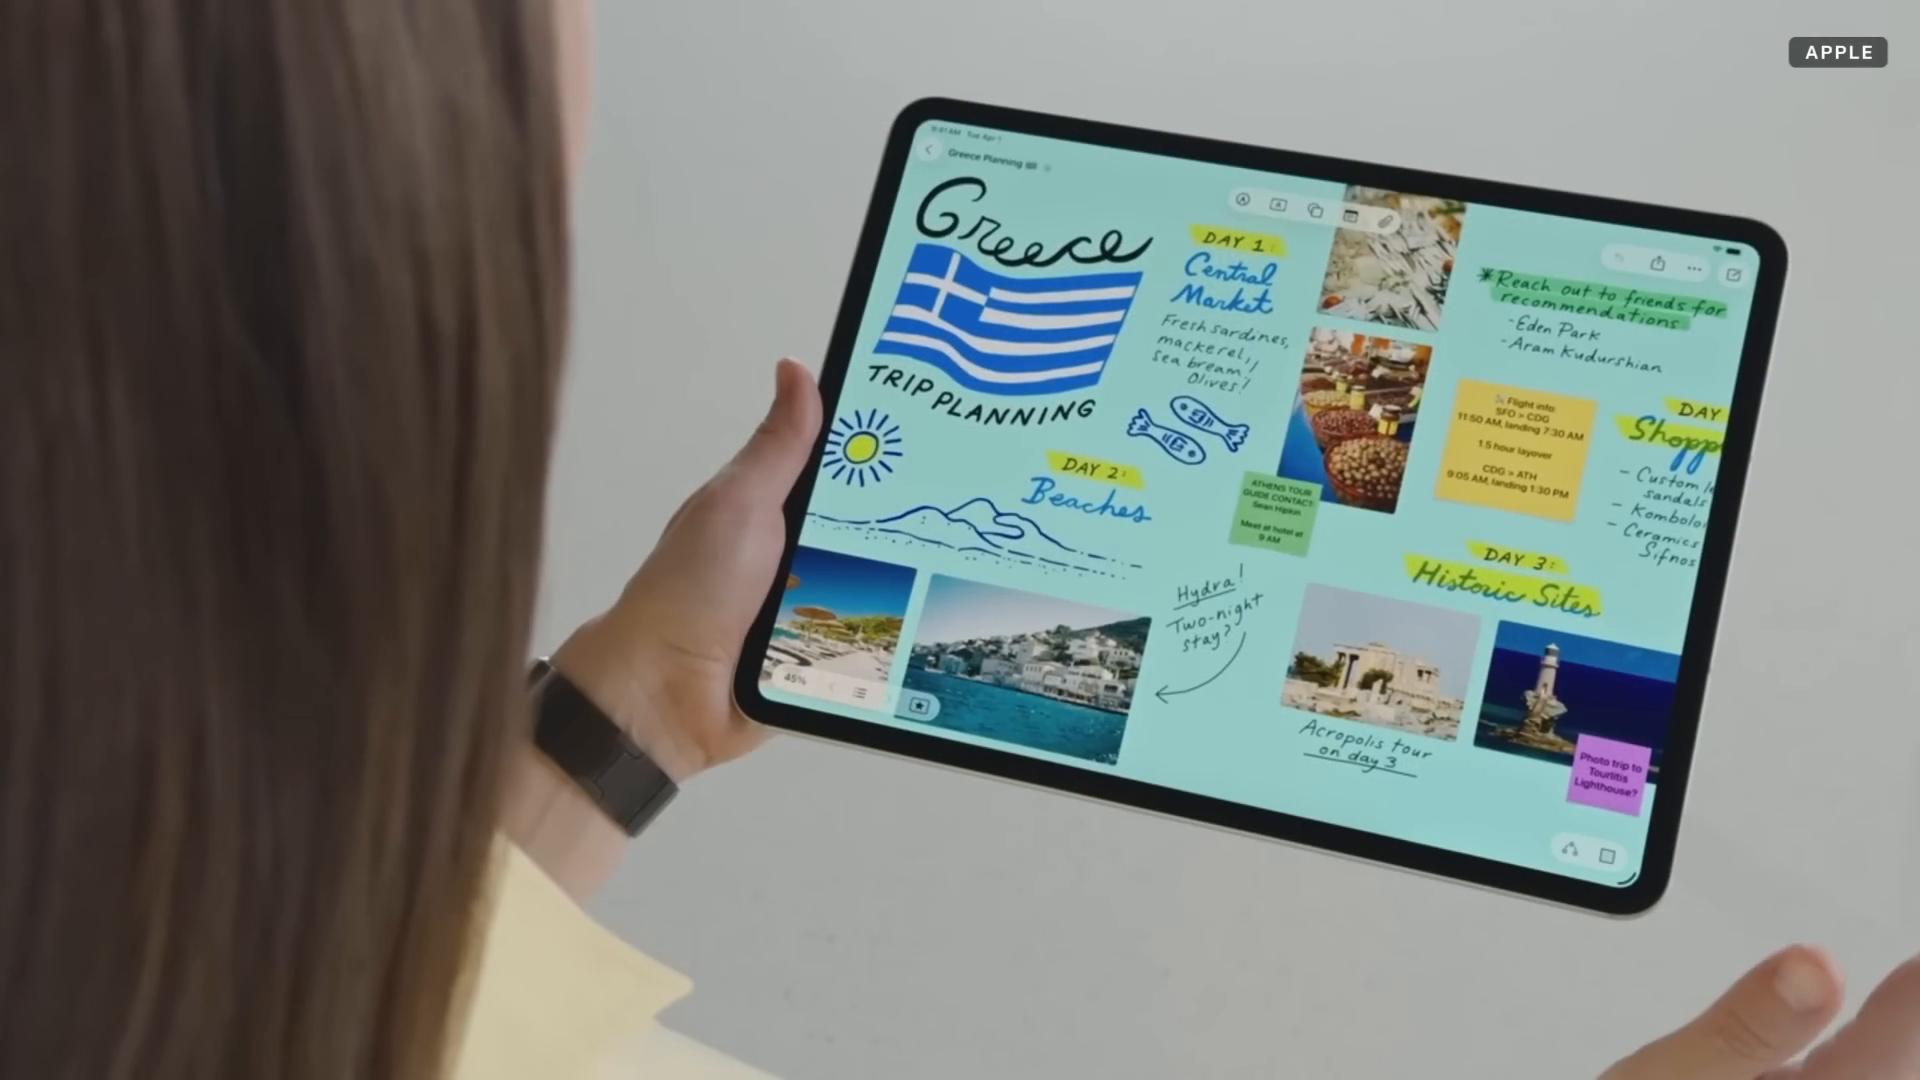 APPLE
9:41 AM Tue Apr 1
Greece Planning
Greece
TRIP PLANNING
DAY 1:
Central
Market
Fresh sardines,
mackerel,
sea bream!
Olives!
DAY 2:
Beaches
ATHENS TOUR
GUIDE CONTACT:
Sean Hipkin
Meet at hotel at
9 AM
*Reach out to friends for
recommendations
-Eden Park
-Aram Kudurshian
Flight info:
SFO > CDG
11:50 AM, landing 7:30 AM
1.5 hour layover
CDG > ATH
9:05 AM, landing 1:30 PM
DAY
Shopp
- Custom le
sandals
- Komboloi
- Ceramics
Sifnos
DAY 3:
Historic Sites
Hydra!
Two-night
stay?
Acropolis tour
on day 3
Photo trip to
Tourlitis
Lighthouse?
45%